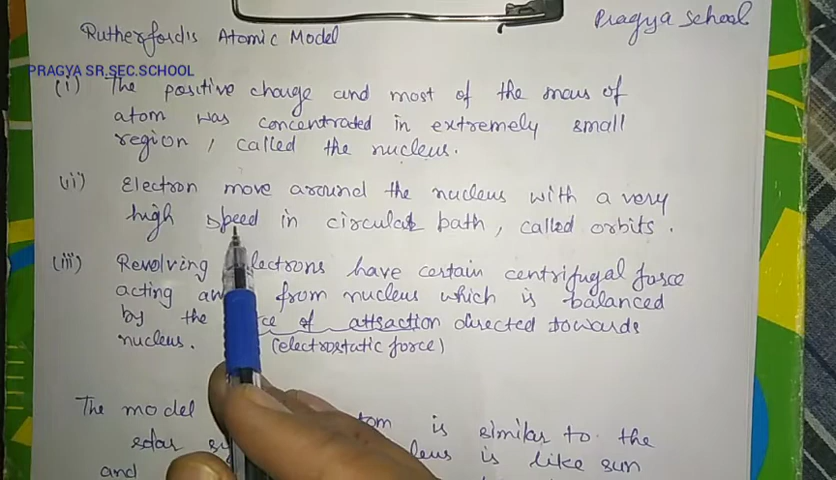 Pragya School
Rutherford's Atomic Model
PRAGYA SR.SEC.SCHOOL
(i) The positive charge and most of the mass of
atom was concentrated in extremely small
region, called the nucleus.
(ii) Electron move around the nucleus with a very
high speed in circular path, called orbits.
(iii) Revolving electrons have certain centrifugal force
acting from nucleus which is balanced
by the of attraction directed towards
nucleus. (electrostatic force)
The model is similar to the
solar is like sun
and